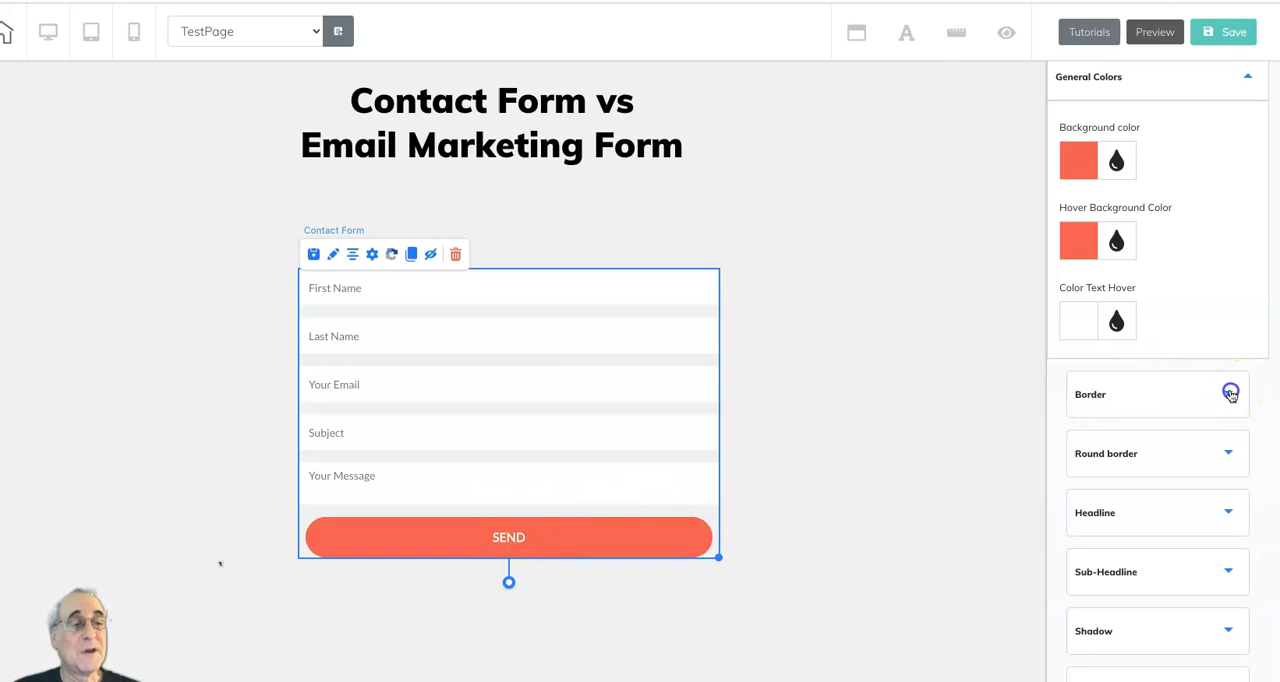 TestPage
Tutorials
Preview
Save
Contact Form vs
Email Marketing Form
Contact Form
First Name
Last Name
Your Email
Subject
Your Message
SEND
General Colors
Background color
Hover Background Color
Color Text Hover
Border
Round border
Headline
Sub-Headline
Shadow